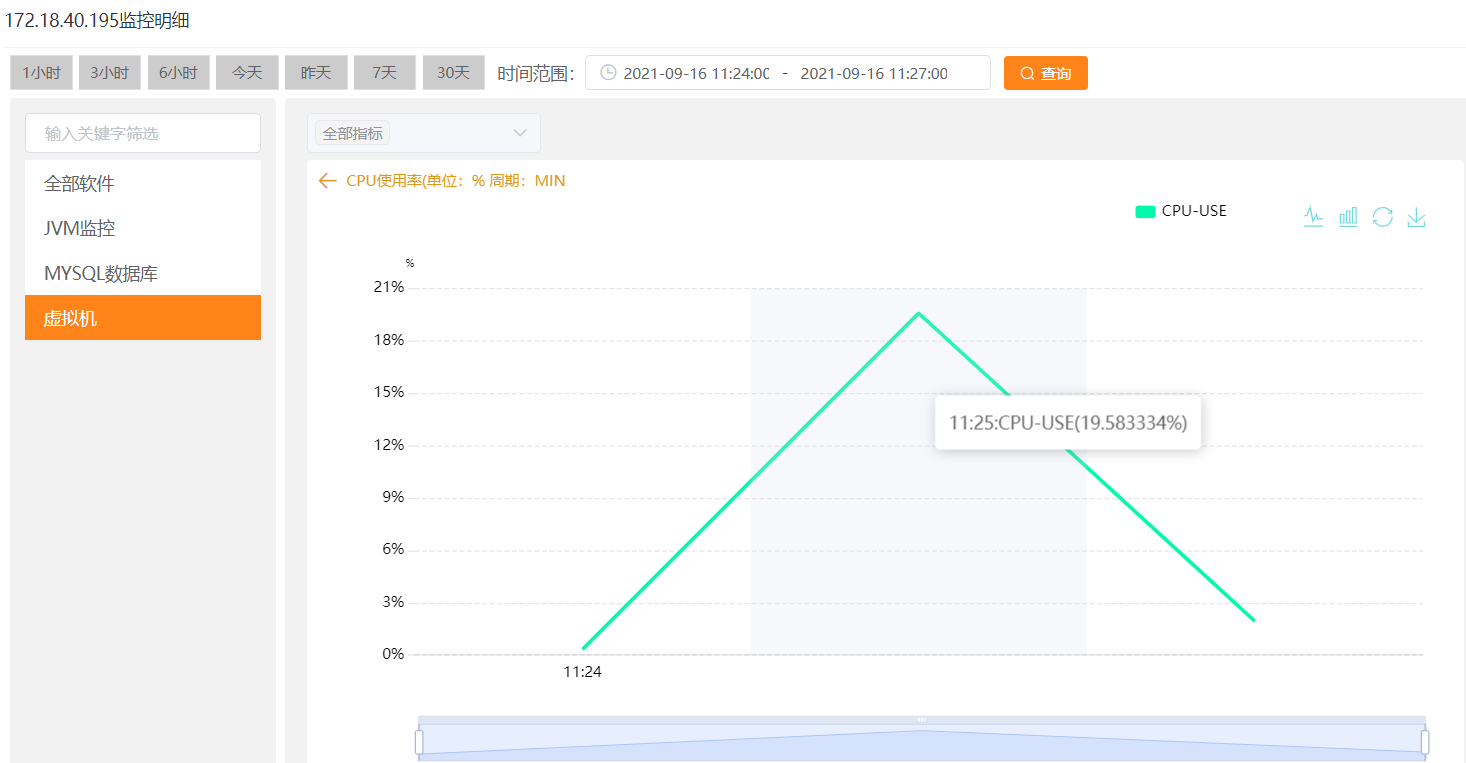 172.18.40.195监控明细
1小时 3小时 6小时 今天 昨天 7天 30天 时间范围： 2021-09-16 11:24:00 - 2021-09-16 11:27:00 查询
输入关键字筛选
全部软件
JVM监控
MYSQL数据库
虚拟机
全部指标
CPU使用率(单位：% 周期：MIN
CPU-USE
%
21%
18%
15%
11:25:CPU-USE(19.583334%)
12%
9%
6%
3%
0%
11:24